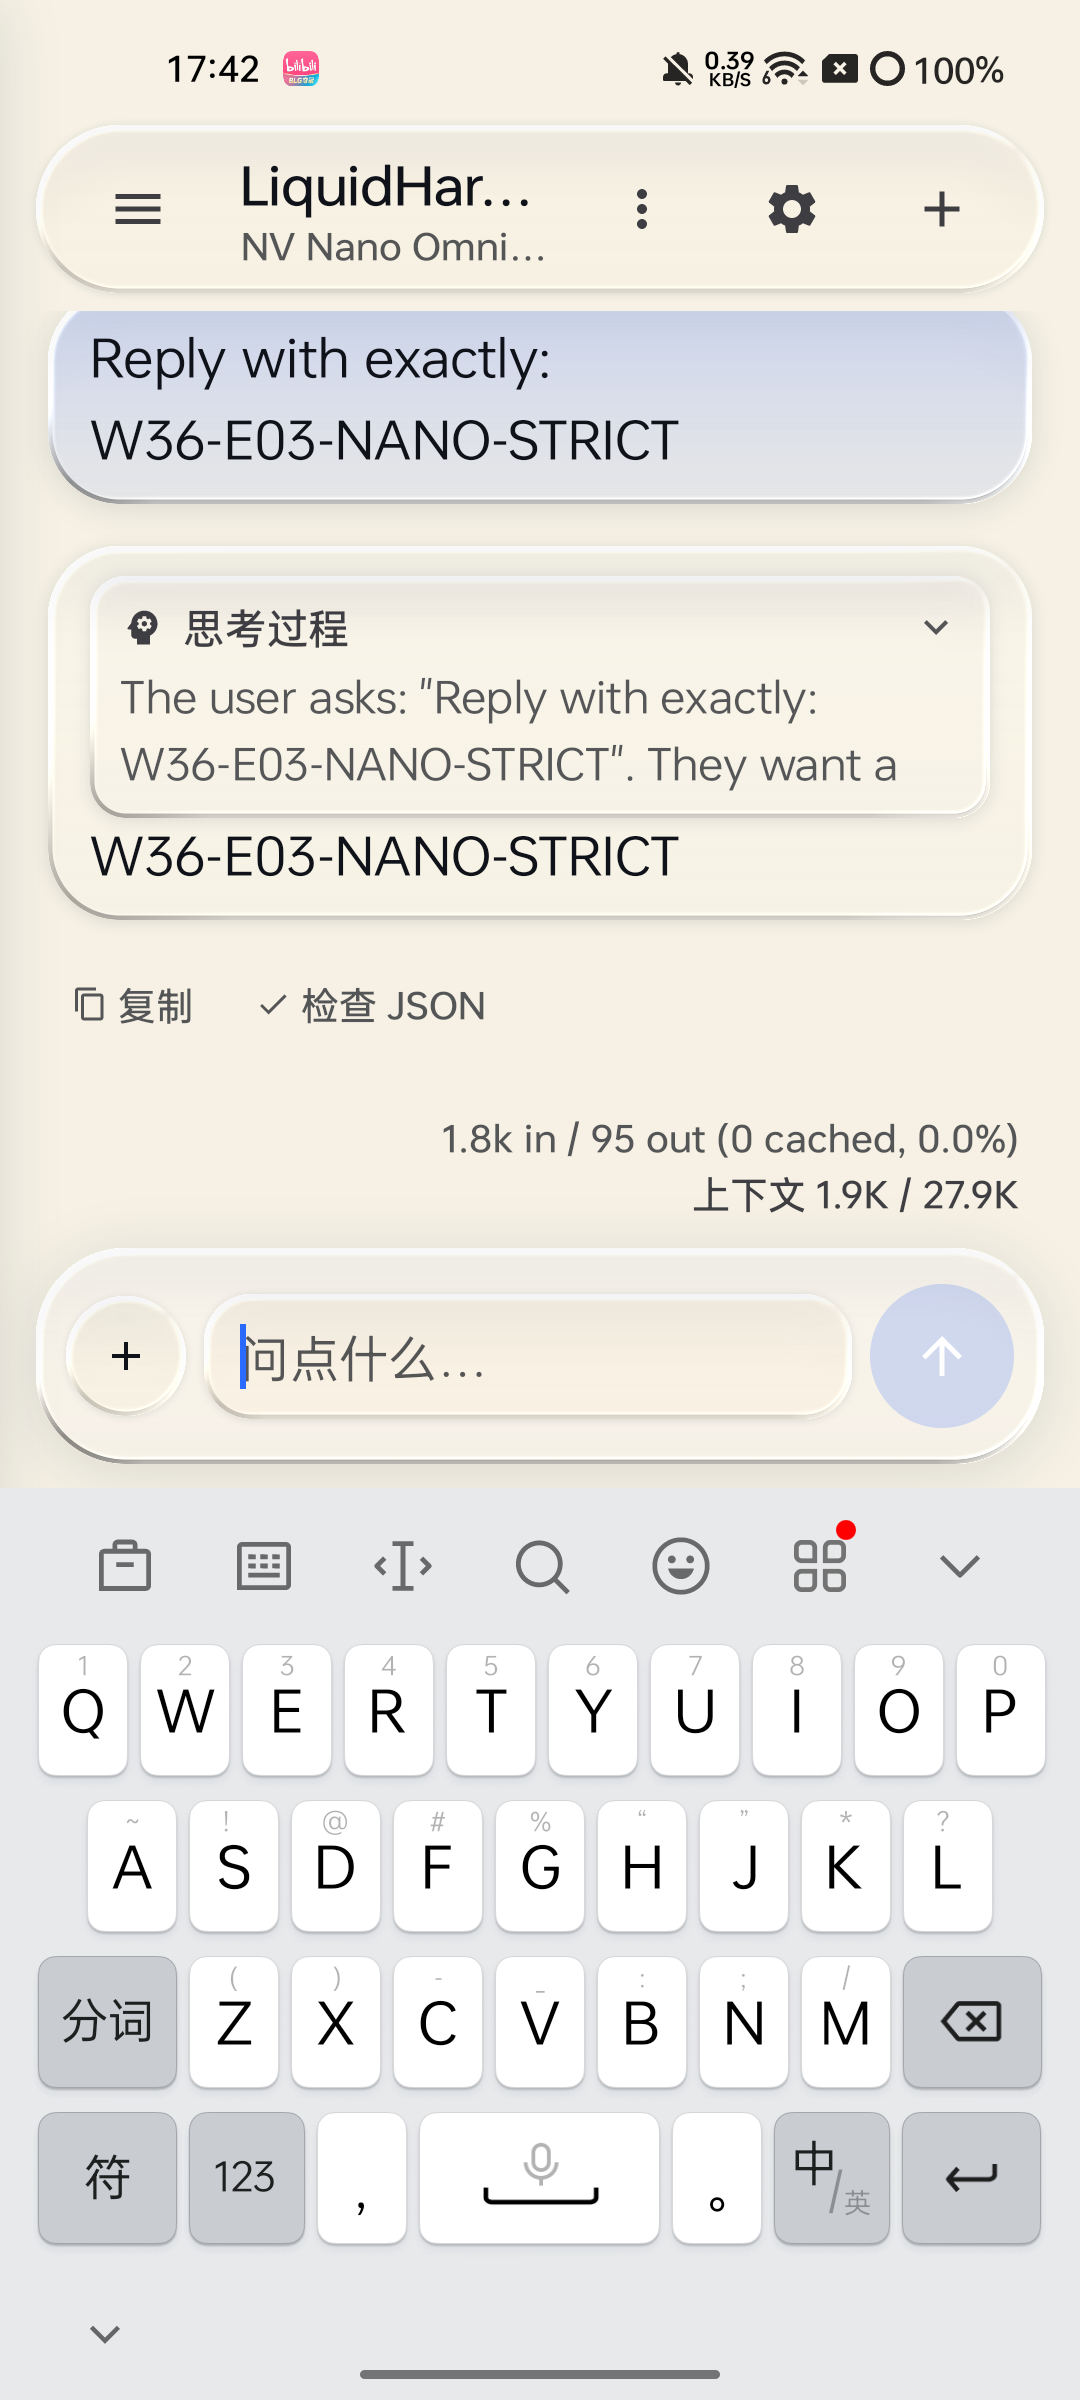 17:42
0.39
KB/S
6
100%
LiquidHar...
NV Nano Omni...
Reply with exactly:
W36-E03-NANO-STRICT
思考过程
The user asks: "Reply with exactly:
W36-E03-NANO-STRICT". They want a
W36-E03-NANO-STRICT
复制 检查 JSON
1.8k in / 95 out (0 cached, 0.0%)
上下文 1.9K / 27.9K
问点什么...
1 2 3 4 5 6 7 8 9 0
Q W E R T Y U I O P
~ ! @ # % “ ” * ?
A S D F G H J K L
( ) - _ : ; /
分词 Z X C V B N M
符 123 , 。 中/英